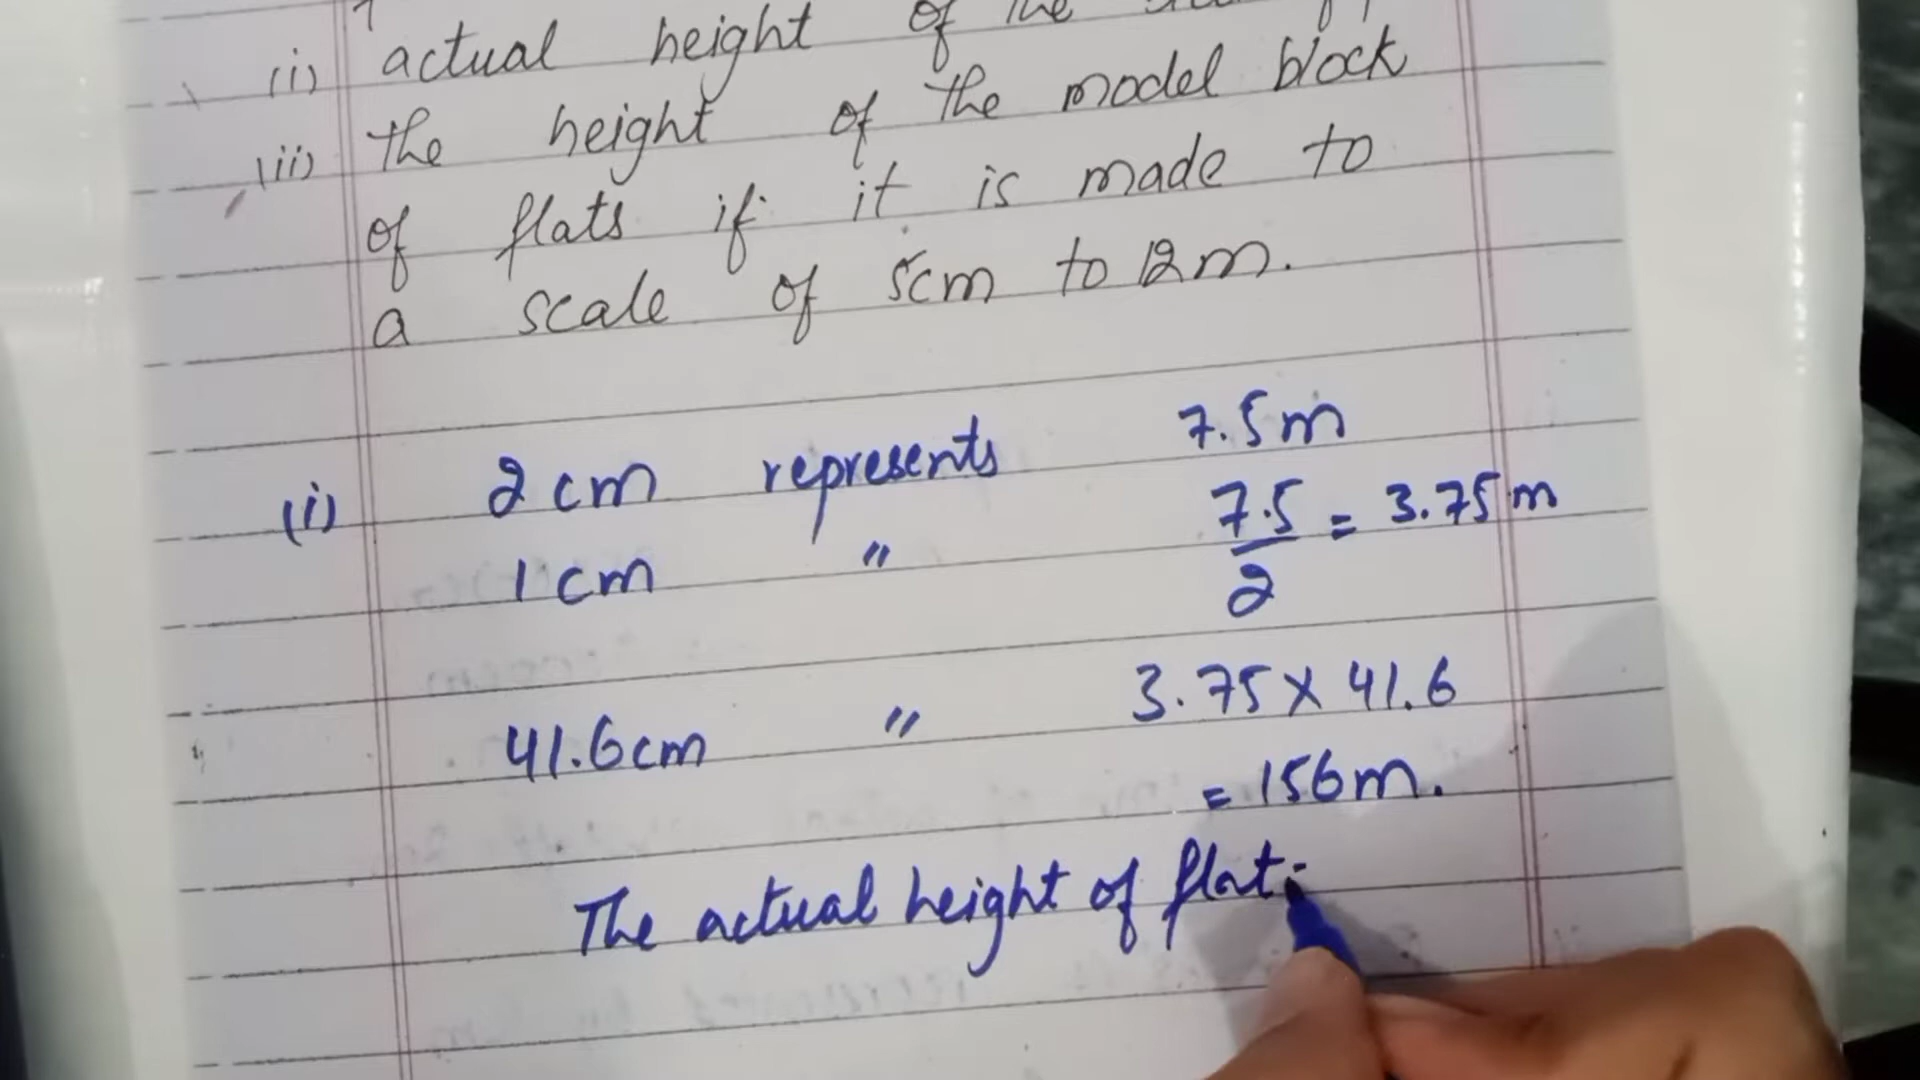 (i) actual height of the
(ii) the height of the model block
of flats if it is made to
a scale of 5cm to 12m.
(i) 2 cm represents 7.5m
1 cm " 7.5/2 = 3.75m
41.6cm " 3.75 × 41.6
= 156m.
The actual height of flat